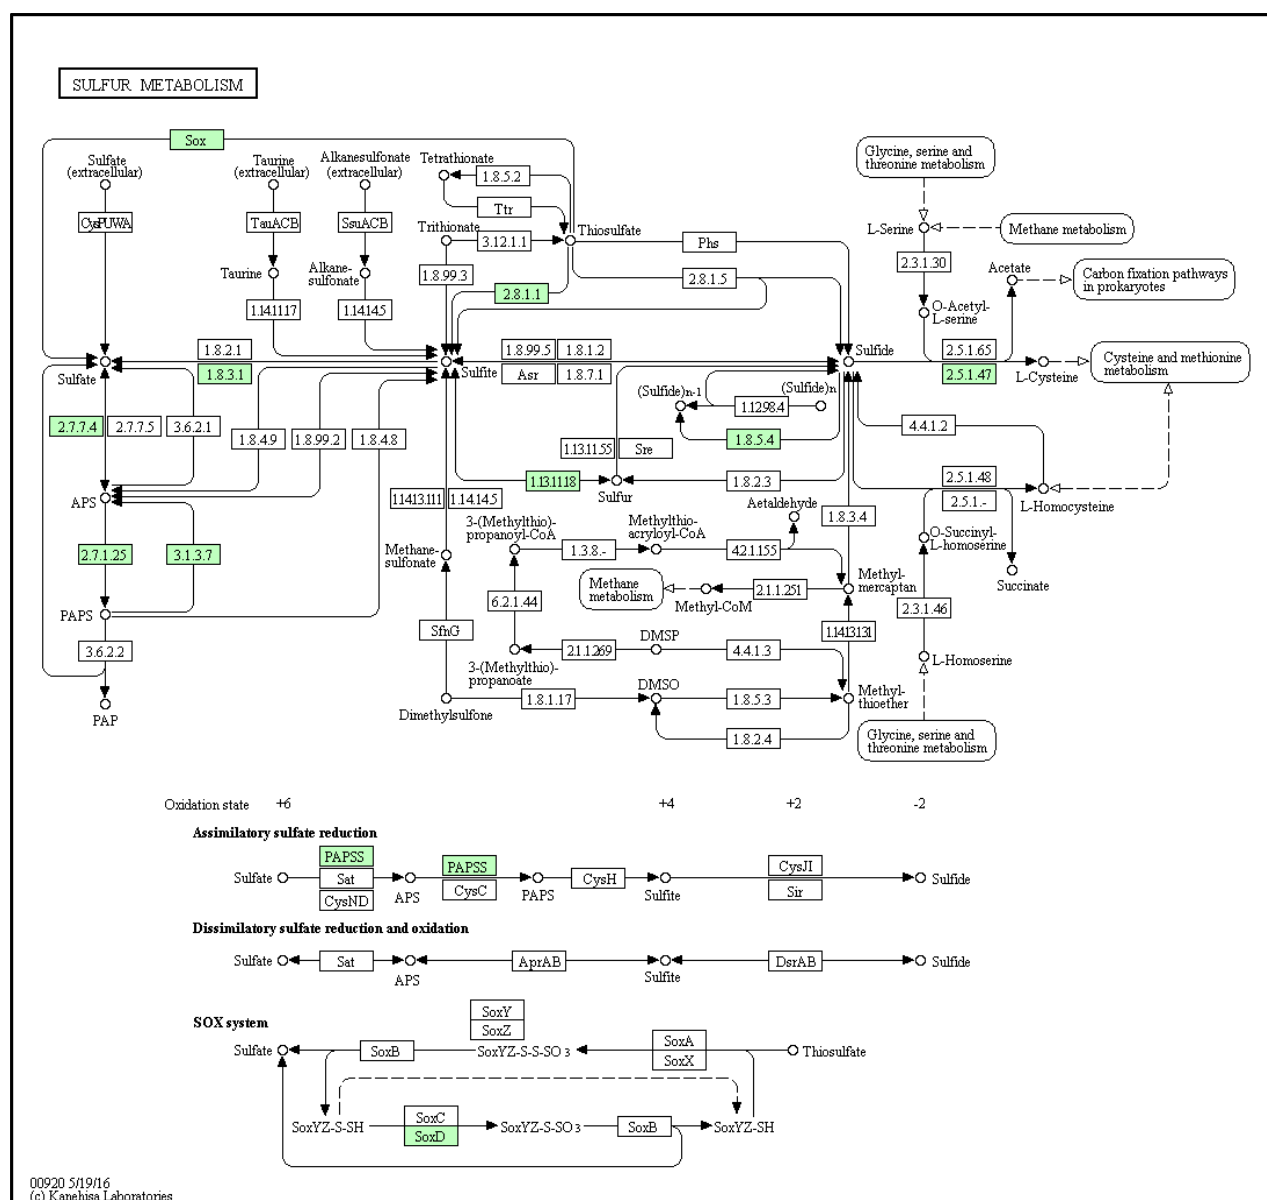 SULFUR METABOLISM
Sox
Sulfate
(extracellular)
Taurine
(extracellular)
Alkanesulfonate
(extracellular)
Tetrathionate
1.8.5.2
Ttr
Glycine, serine and
threonine metabolism
CysPUWA
TauACB
SsuACB
Trithionate
3.12.1.1
Thiosulfate
Phs
L-Serine
Methane metabolism
Taurine
Alkane-
sulfonate
1.8.99.3
2.8.1.1
2.8.1.5
2.3.1.30
Acetate
Carbon fixation pathways
in prokaryotes
1.14.11.17
1.14.14.5
O-Acetyl-
L-serine
Sulfate
1.8.2.1
1.8.3.1
Sulfite
1.8.99.5
1.8.1.2
Asr
1.8.7.1
Sulfide
2.5.1.65
2.5.1.47
L-Cysteine
Cysteine and methionine
metabolism
(Sulfide)n-1
1.12.98.4
(Sulfide)n
2.7.7.4
2.7.7.5
3.6.2.1
1.8.4.9
1.8.99.2
1.8.4.8
1.13.11.55
Sre
1.8.5.4
4.4.1.2
APS
1.14.13.111
1.14.14.5
1.13.11.18
Sulfur
1.8.2.3
2.5.1.48
2.5.1.-
L-Homocysteine
2.7.1.25
3.1.3.7
Methane-
sulfonate
3-(Methylthio)-
propanoyl-CoA
1.3.8.-
Methylthio-
acryloyl-CoA
Aetaldehyde
4.2.1.155
1.8.3.4
O-Succinyl-
L-homoserine
Succinate
PAPS
6.2.1.44
Methane
metabolism
Methyl-CoM
2.1.1.251
Methyl-
mercaptan
2.3.1.46
3.6.2.2
SfnG
3-(Methylthio)-
propanoate
2.1.1.269
DMSP
4.4.1.3
1.14.13.131
L-Homoserine
PAP
Dimethylsulfone
1.8.1.17
DMSO
1.8.5.3
1.8.2.4
Methyl-
thioether
Glycine, serine and
threonine metabolism
Oxidation state +6 +4 +2 -2
Assimilatory sulfate reduction
Sulfate
PAPSS
Sat
CysND
APS
PAPSS
CysC
PAPS
CysH
Sulfite
CysJI
Sir
Sulfide
Dissimilatory sulfate reduction and oxidation
Sulfate
Sat
APS
AprAB
Sulfite
DsrAB
Sulfide
SOX system
SoxY
SoxZ
Sulfate
SoxB
SoxYZ-S-S-SO3
SoxA
SoxX
Thiosulfate
SoxYZ-S-SH
SoxC
SoxD
SoxYZ-S-SO3
SoxB
SoxYZ-SH
00920 5/19/16
(c) Kanehisa Laboratories